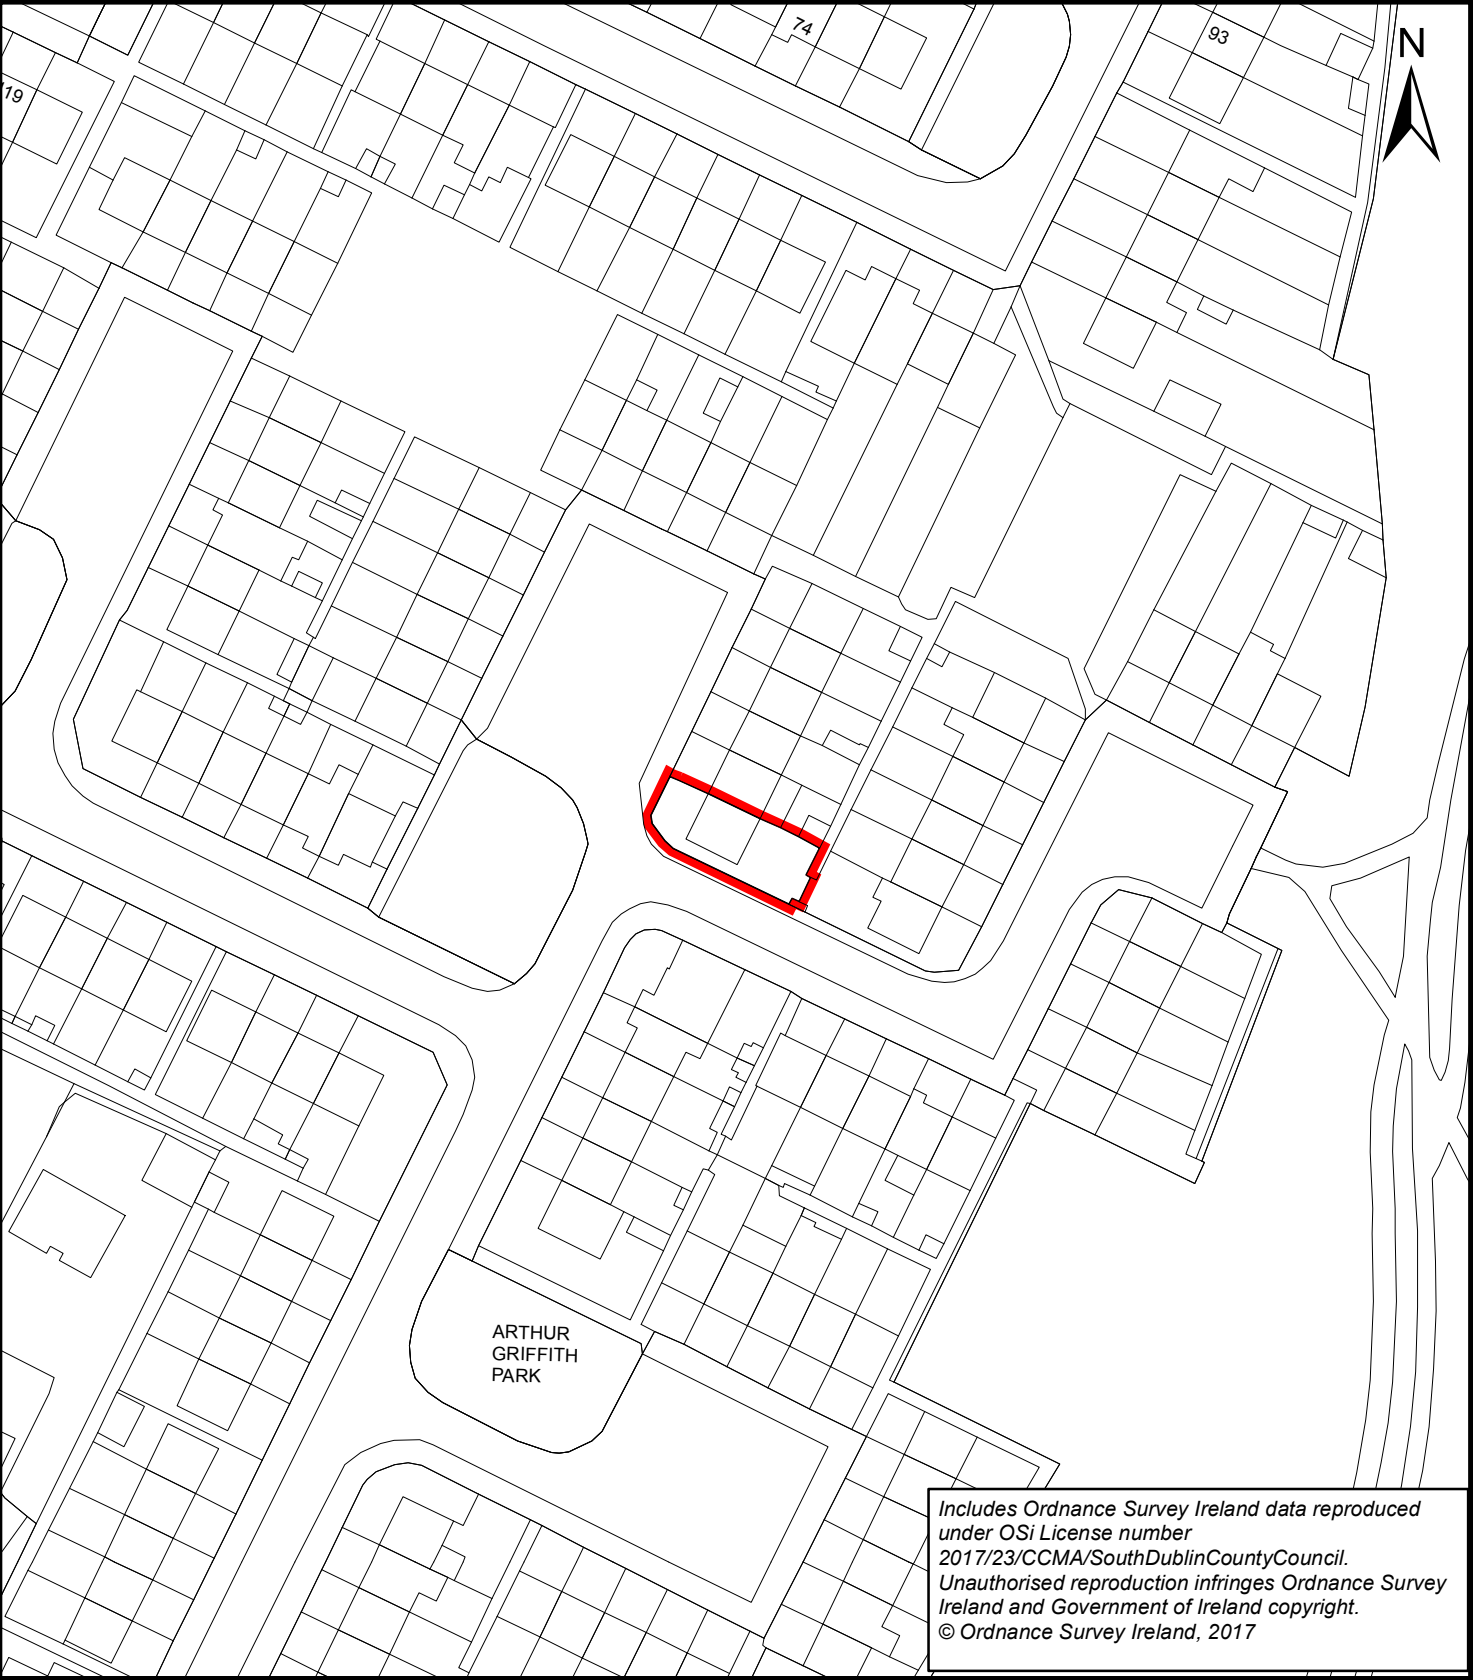 74
93
N
119
ARTHUR
GRIFFITH
PARK
Includes Ordnance Survey Ireland data reproduced
under OSi License number
2017/23/CCMA/SouthDublinCountyCouncil.
Unauthorised reproduction infringes Ordnance Survey
Ireland and Government of Ireland copyright.
© Ordnance Survey Ireland, 2017